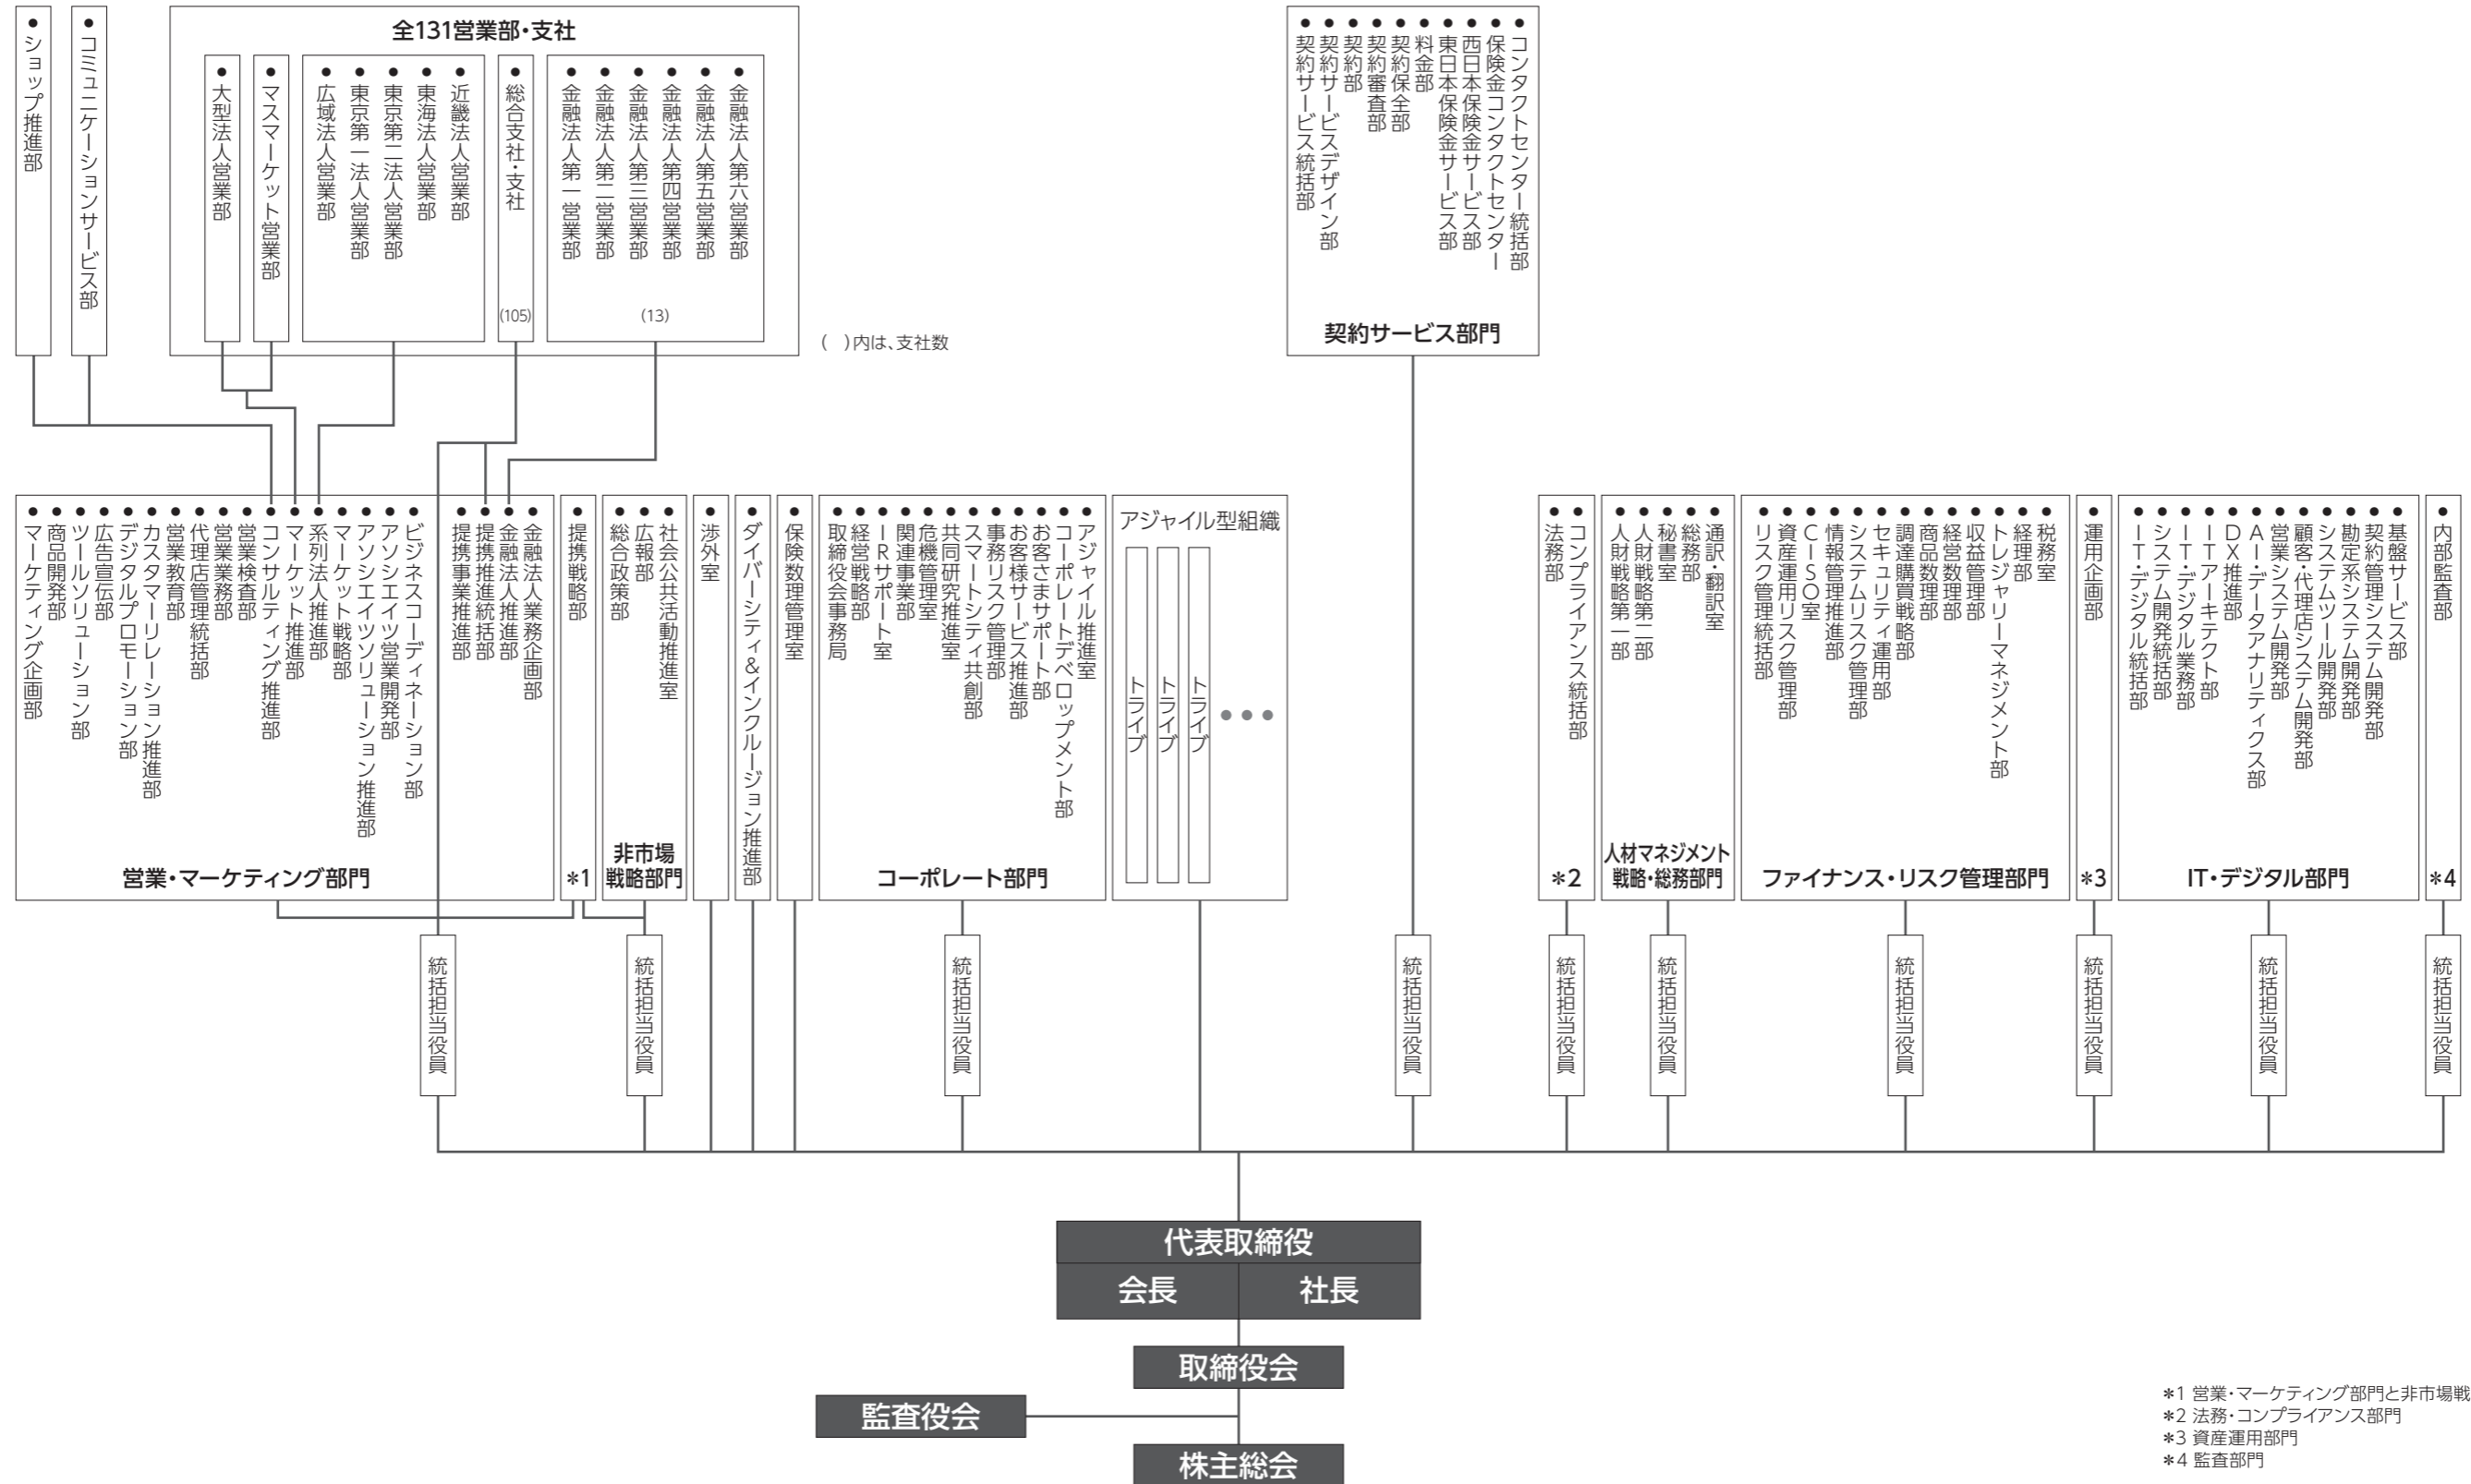 ショップ推進部
コミュニケーションサービス部
全131営業部・支社
大型法人営業部
マスマーケット営業部
広域法人営業部
東京第一法人営業部
東京第二法人営業部
東海法人営業部
近畿法人営業部
総合支社・支社
(105)
金融法人第一営業部
金融法人第二営業部
金融法人第三営業部
金融法人第四営業部
金融法人第五営業部
金融法人第六営業部
(13)
( )内は、支社数
契約サービス統括部
契約サービスデザイン部
契約部
契約審査部
契約保全部
料金部
東日本保険金サービス部
西日本保険金サービス部
保険金コンタクトセンター
コンタクトセンター統括部
契約サービス部門
マーケティング企画部
商品開発部
ツールソリューション部
広告宣伝部
デジタルプロモーション部
カスタマーリレーション推進部
営業教育部
代理店管理統括部
営業業務部
営業検査部
コンサルティング推進部
マーケット推進部
系列法人推進部
マーケット戦略部
アソシエイツソリューション推進部
アソシエイツ営業開発部
ビジネスコーディネーション部
提携事業推進部
提携推進統括部
金融法人推進部
金融法人業務企画部
営業・マーケティング部門
提携戦略部
*1
総合政策部
広報部
社会公共活動推進室
非市場
戦略部門
渉外室
ダイバーシティ&インクルージョン推進部
保険数理管理室
取締役会事務局
経営戦略部
IRサポート室
関連事業部
危機管理室
共同研究推進室
スマートシティ共創部
事務リスク管理部
お客様サービス推進部
お客さまサポート部
コーポレートデベロップメント部
アジャイル推進室
コーポレート部門
アジャイル型組織
トライブ
トライブ
トライブ
●●●
法務部
コンプライアンス統括部
*2
人財戦略第一部
人財戦略第二部
秘書室
総務部
通訳・翻訳室
人材マネジメント
戦略・総務部門
リスク管理統括部
資産運用リスク管理部
CISO室
情報管理推進部
システムリスク管理部
セキュリティ運用部
調達購買戦略部
商品数理部
経営数理部
収益管理部
トレジャリーマネジメント部
経理部
税務室
ファイナンス・リスク管理部門
運用企画部
*3
IT・デジタル統括部
システム開発統括部
IT・デジタル業務部
ITアーキテクト部
DX推進部
AI・データアナリティクス部
営業システム開発部
顧客・代理店システム開発部
システムツール開発部
勘定系システム開発部
契約管理システム開発部
基盤サービス部
IT・デジタル部門
内部監査部
*4
統括担当役員
統括担当役員
統括担当役員
統括担当役員
統括担当役員
統括担当役員
統括担当役員
統括担当役員
統括担当役員
統括担当役員
代表取締役
会長
社長
取締役会
監査役会
株主総会
*1 営業・マーケティング部門と非市場戦
*2 法務・コンプライアンス部門
*3 資産運用部門
*4 監査部門